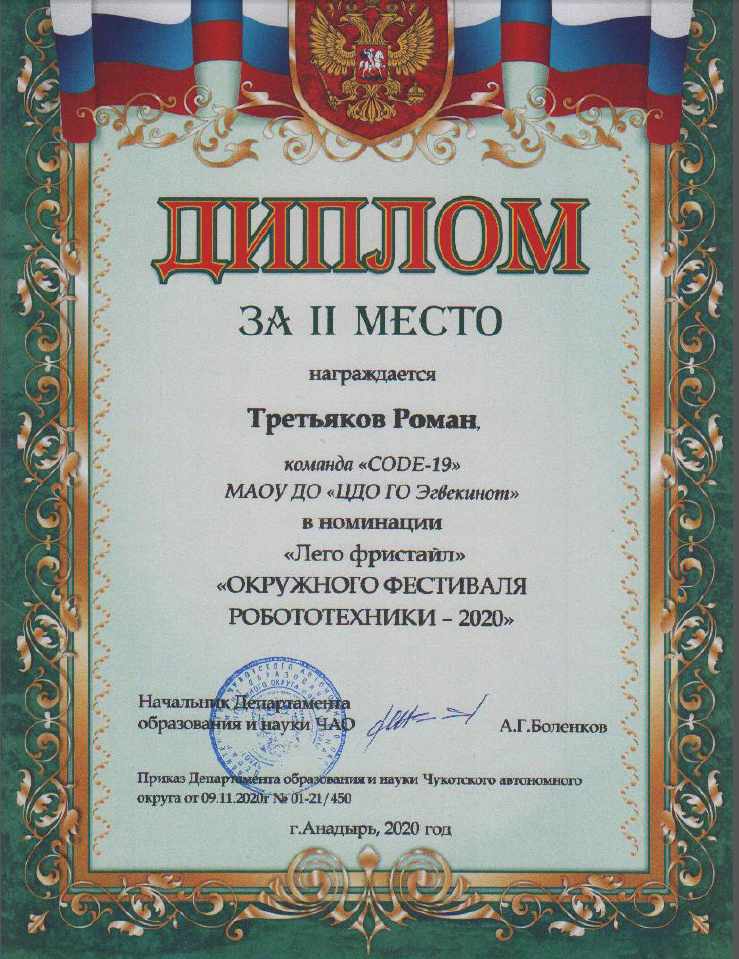 ДИПЛОМ
ЗА II МЕСТО
награждается
Третьяков Роман,
команда «CODE-19»
МАОУ ДО «ЦДО ГО Эгвекинот»
в номинации
«Лего фристайл»
«ОКРУЖНОГО ФЕСТИВАЛЯ
РОБОТОТЕХНИКИ – 2020»
Начальник Департамента
образования и науки ЧАО А.Г.Боленков
Приказ Департамента образования и науки Чукотского автономного
округа от 09.11.2020г № 01-21/450
г.Анадырь, 2020 год